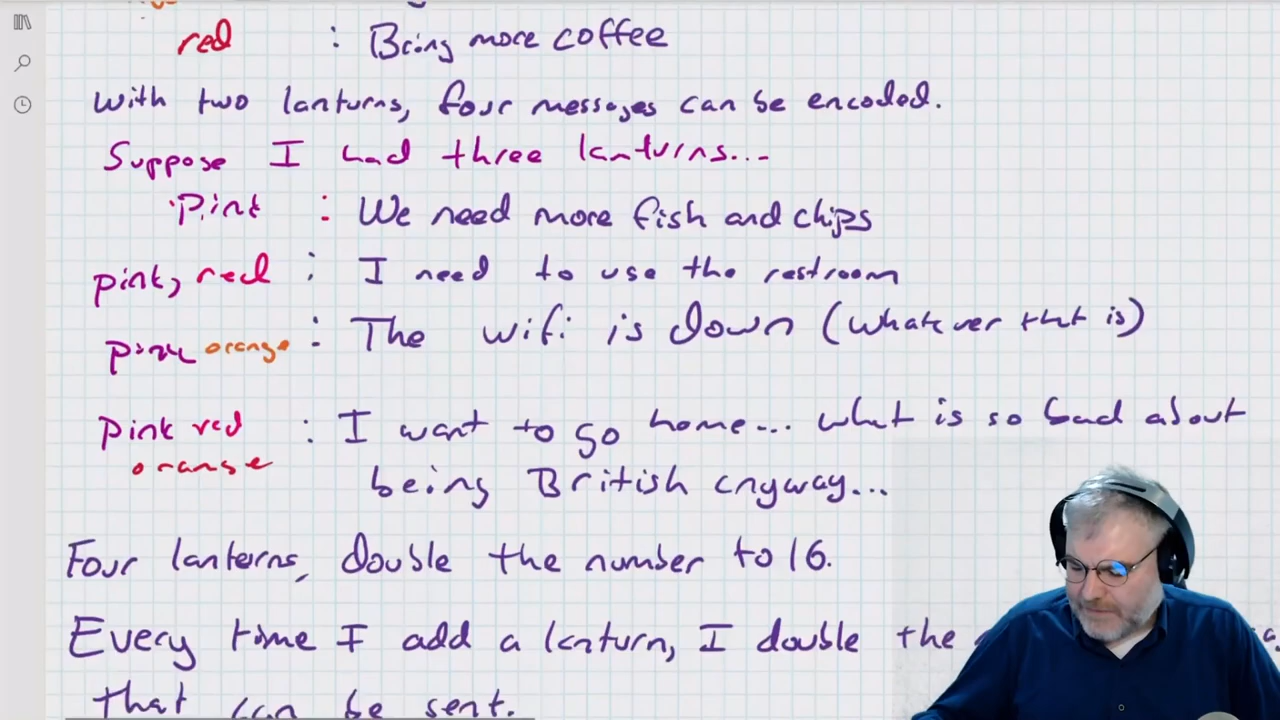 red : Bring more coffee
With two lanturns, four messages can be encoded.
Suppose I had three lanturns...
Pink : We need more fish and chips
pink, red : I need to use the restroom
pink orange : The wifi is down (whatever that is)
Pink red : I want to go home... what is so bad about
orange being British anyway...
Four lanterns, double the number to 16.
Every time I add a lanturn, I double the
that can be sent.